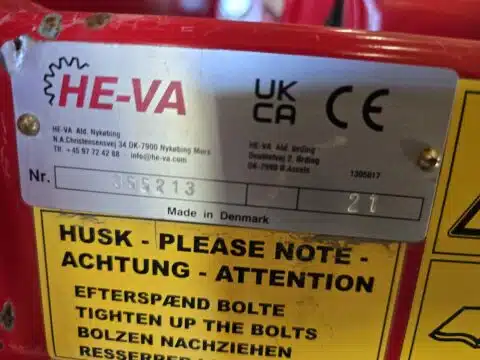 HE-VA
UK
CA
CE
HE-VA Afd. Nykøbing
N.A.Christensensvej 34 DK-7900 Nykøbing Mors
Tlf. +45 97 72 42 88 info@he-va.com
HE-VA Afd. Ørding
DK-7990 Ø.Assels
1305017
Nr. 355213 21
Made in Denmark
HUSK - PLEASE NOTE -
ACHTUNG - ATTENTION
EFTERSPÆND BOLTE
TIGHTEN UP THE BOLTS
BOLZEN NACHZIEHEN